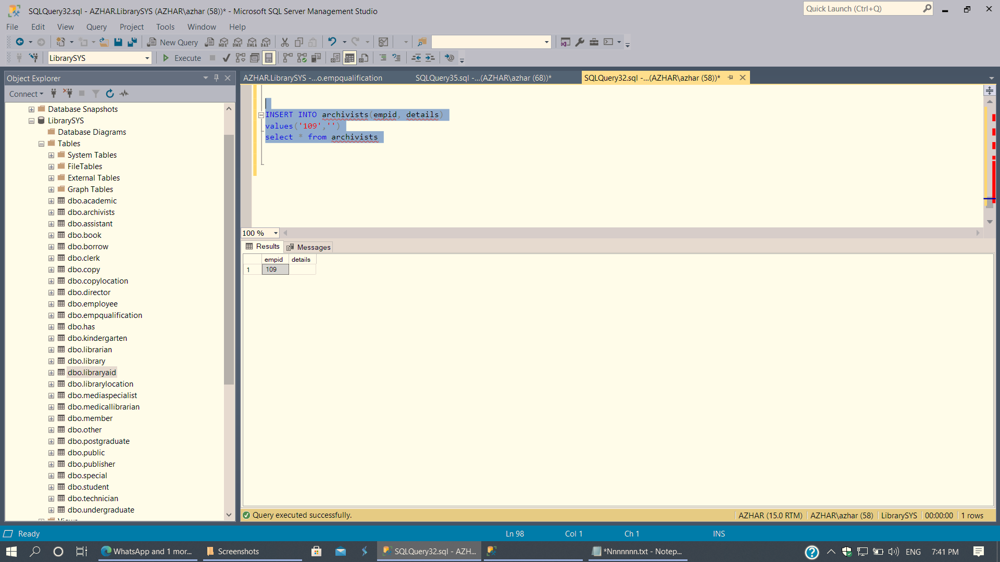 SQLQuery32.sql - AZHAR.LibrarySYS (AZHAR\azhar (58))* - Microsoft SQL Server Management Studio
Quick Launch (Ctrl+Q)
File Edit View Query Project Tools Window Help
New Query MDX DMX XMLA DAX
LibrarySYS Execute
Object Explorer
Connect
Database Snapshots
LibrarySYS
Database Diagrams
Tables
System Tables
FileTables
External Tables
Graph Tables
dbo.academic
dbo.archivists
dbo.assistant
dbo.book
dbo.borrow
dbo.clerk
dbo.copy
dbo.copylocation
dbo.director
dbo.employee
dbo.empqualification
dbo.has
dbo.kindergarten
dbo.librarian
dbo.library
dbo.libraryaid
dbo.librarylocation
dbo.mediaspecialist
dbo.medicallibrarian
dbo.member
dbo.other
dbo.postgraduate
dbo.public
dbo.publisher
dbo.special
dbo.student
dbo.technician
dbo.undergraduate
AZHAR.LibrarySYS -...o.empqualification SQLQuery35.sql -...(AZHAR\azhar (68))* SQLQuery32.sql -...(AZHAR\azhar (58))*
INSERT INTO archivists(empid, details)
values('109','')
select * from archivists
100 %
Results Messages
empid details
1 109
Query executed successfully.
AZHAR (15.0 RTM) AZHAR\azhar (58) LibrarySYS 00:00:00 1 rows
Ready Ln 98 Col 1 Ch 1 INS
WhatsApp and 1 mor... Screenshots SQLQuery32.sql - AZH... *Nnnnnnn.txt - Notep... ENG 7:41 PM